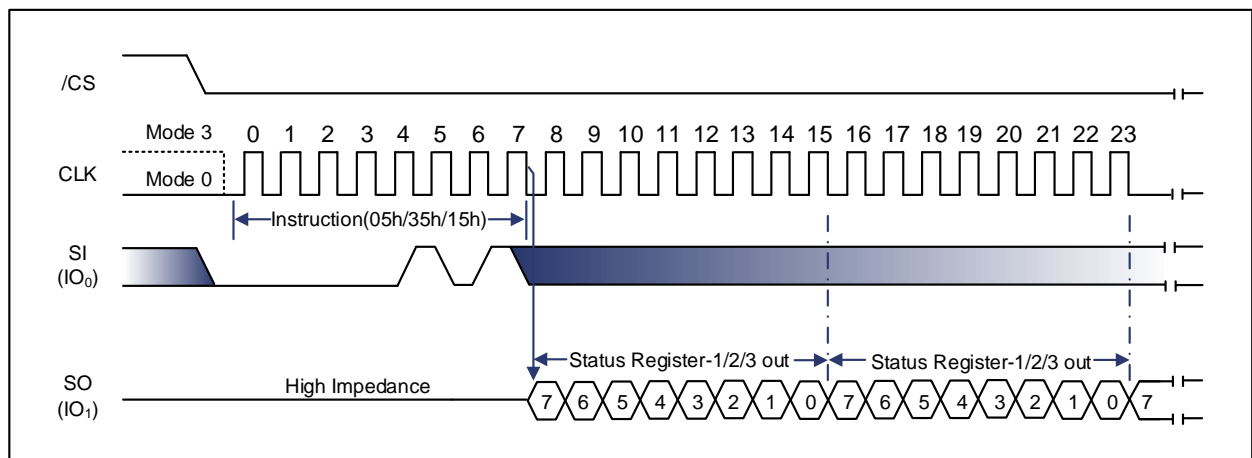 /CS
Mode 3
0 1 2 3 4 5 6 7 8 9 10 11 12 13 14 15 16 17 18 19 20 21 22 23
CLK
Mode 0
Instruction(05h/35h/15h)
SI
(IO₀)
Status Register-1/2/3 out Status Register-1/2/3 out
SO
(IO₁)
High Impedance
7 6 5 4 3 2 1 0 7 6 5 4 3 2 1 0 7